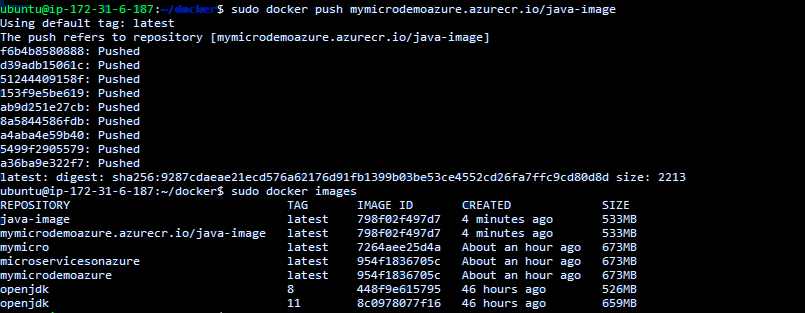 ubuntu@ip-172-31-6-187:~/docker$ sudo docker push mymicrodemoazure.azurecr.io/java-image
Using default tag: latest
The push refers to repository [mymicrodemoazure.azurecr.io/java-image]
f6b4b8580888: Pushed
d39adb15061c: Pushed
51244409158f: Pushed
153f9e5be619: Pushed
ab9d251e27cb: Pushed
8a5844586fdb: Pushed
a4aba4e59b40: Pushed
5499f2905579: Pushed
a36ba9e322f7: Pushed
latest: digest: sha256:9287cdaeae21ecd576a62176d91fb1399b03be53ce4552cd26fa7ffc9cd80d8d size: 2213
ubuntu@ip-172-31-6-187:~/docker$ sudo docker images
REPOSITORY TAG IMAGE ID CREATED SIZE
java-image latest 798f02f497d7 4 minutes ago 533MB
mymicrodemoazure.azurecr.io/java-image latest 798f02f497d7 4 minutes ago 533MB
mymicro latest 7264aee25d4a About an hour ago 673MB
microservicesonazure latest 954f1836705c About an hour ago 673MB
mymicrodemoazure latest 954f1836705c About an hour ago 673MB
openjdk 8 448f9e615795 46 hours ago 526MB
openjdk 11 8c0978077f16 46 hours ago 659MB